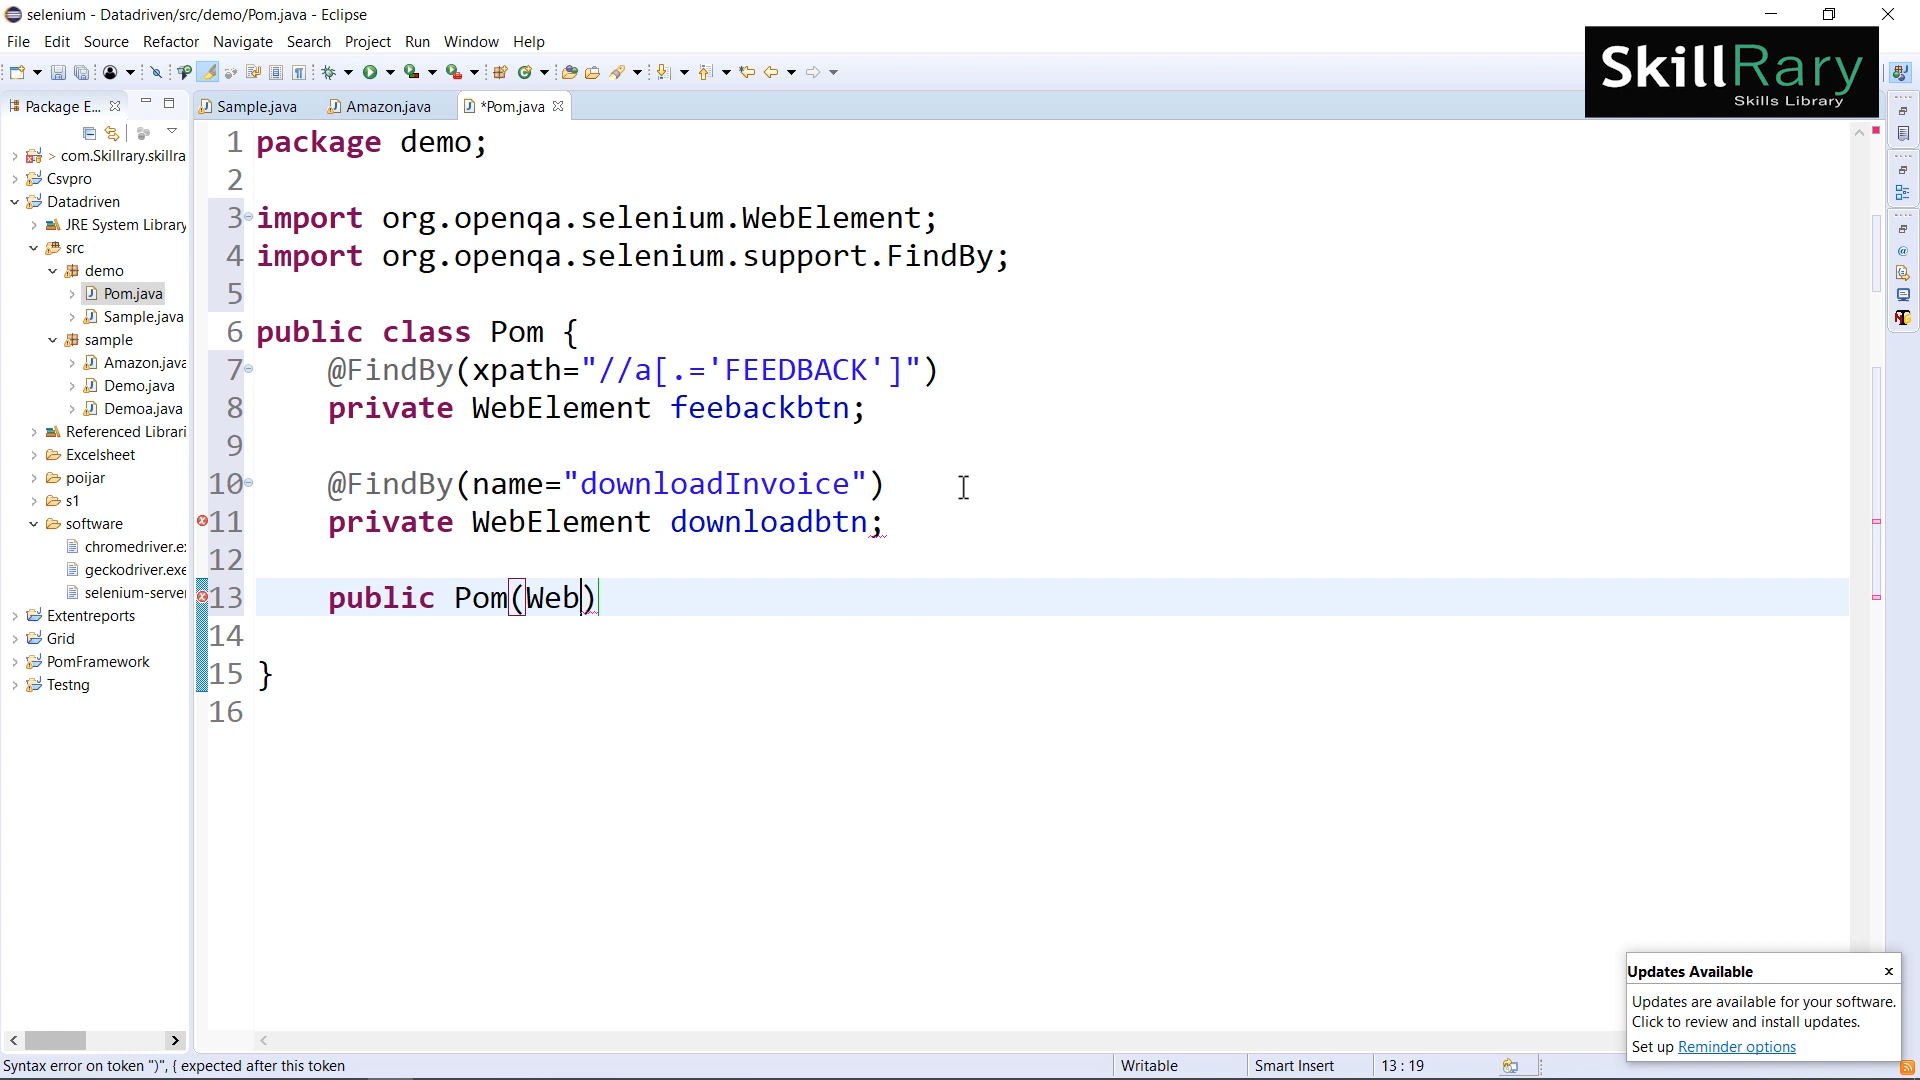 selenium - Datadriven/src/demo/Pom.java - Eclipse
File Edit Source Refactor Navigate Search Project Run Window Help
SkillRary
Skills Library
Package E...
Sample.java
Amazon.java
*Pom.java
> com.Skillrary.skillra
Csvpro
Datadriven
JRE System Library
src
demo
Pom.java
Sample.java
sample
Amazon.java
Demo.java
Demoa.java
Referenced Librari
Excelsheet
poijar
s1
software
chromedriver.e
geckodriver.exe
selenium-server
Extentreports
Grid
PomFramework
Testng
1 package demo;
2
3 import org.openqa.selenium.WebElement;
4 import org.openqa.selenium.support.FindBy;
5
6 public class Pom {
7 @FindBy(xpath="//a[.='FEEDBACK']")
8 private WebElement feebackbtn;
9
10 @FindBy(name="downloadInvoice")
11 private WebElement downloadbtn;
12
13 public Pom(Web)
14
15 }
16
Updates Available
Updates are available for your software.
Click to review and install updates.
Set up Reminder options
Syntax error on token ")", { expected after this token
Writable
Smart Insert
13 : 19